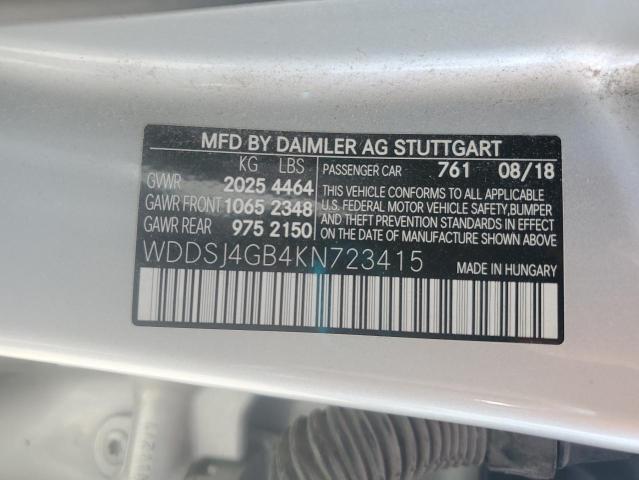 MFD BY DAIMLER AG STUTTGART
KG LBS
GVWR 2025 4464
GAWR FRONT 1065 2348
GAWR REAR 975 2150
PASSENGER CAR 761 08/18
THIS VEHICLE CONFORMS TO ALL APPLICABLE
U.S. FEDERAL MOTOR VEHICLE SAFETY, BUMPER
AND THEFT PREVENTION STANDARDS IN EFFECT
ON THE DATE OF MANUFACTURE SHOWN ABOVE.
WDDSJ4GB4KN723415
MADE IN HUNGARY